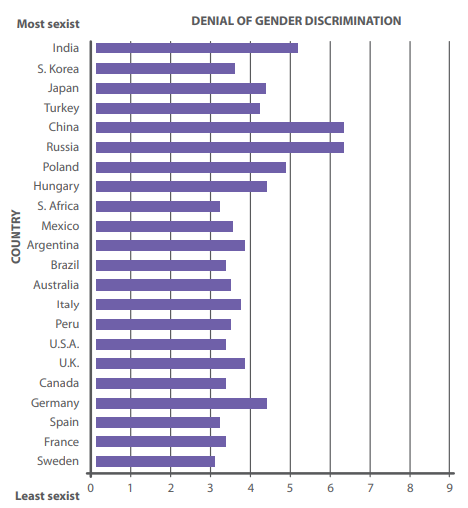 DENIAL OF GENDER DISCRIMINATION
Most sexist
India
S. Korea
Japan
Turkey
China
Russia
Poland
Hungary
S. Africa
Mexico
Argentina
Brazil
Australia
Italy
Peru
U.S.A.
U.K.
Canada
Germany
Spain
France
Sweden
Least sexist
COUNTRY
0 1 2 3 4 5 6 7 8 9